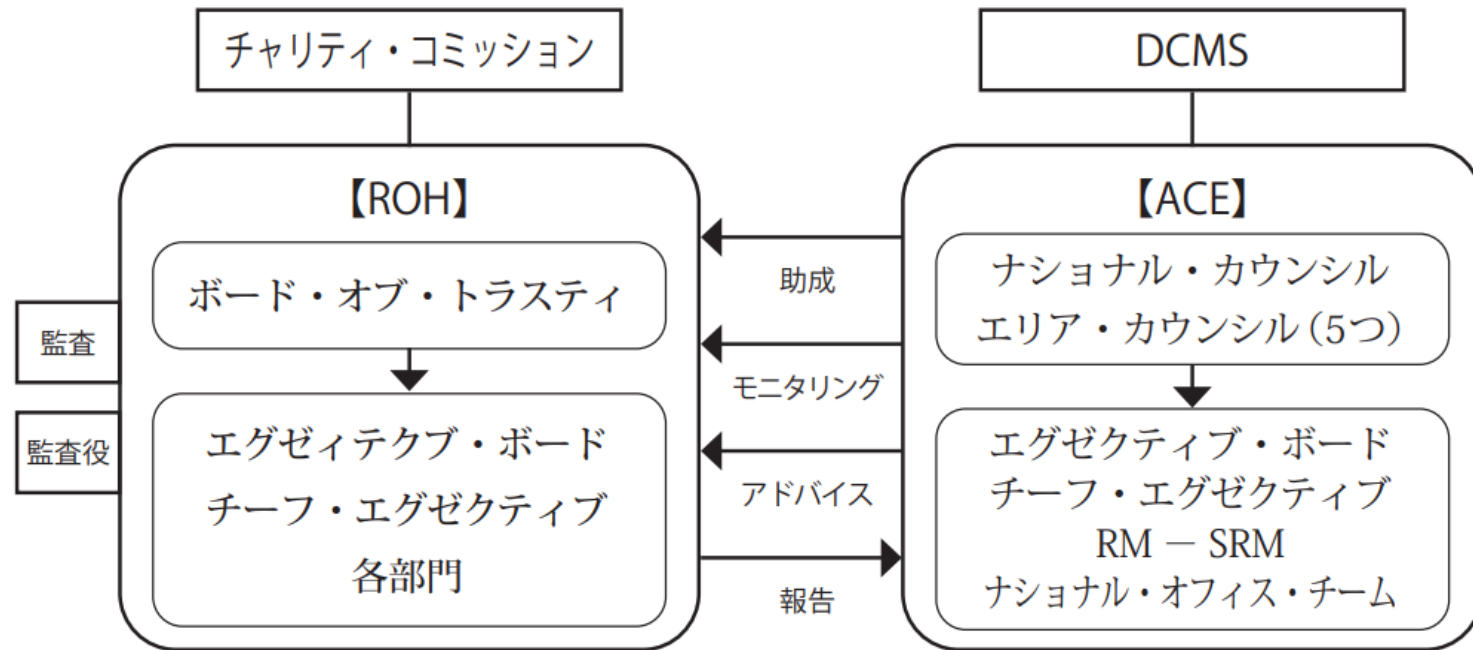 チャリティ・コミッション
DCMS
【ROH】
ボード・オブ・トラスティ
エグゼィテクブ・ボード
チーフ・エグゼクティブ
各部門
監査
監査役
助成
モニタリング
アドバイス
報告
【ACE】
ナショナル・カウンシル
エリア・カウンシル（5つ）
エグゼクティブ・ボード
チーフ・エグゼクティブ
RM － SRM
ナショナル・オフィス・チーム